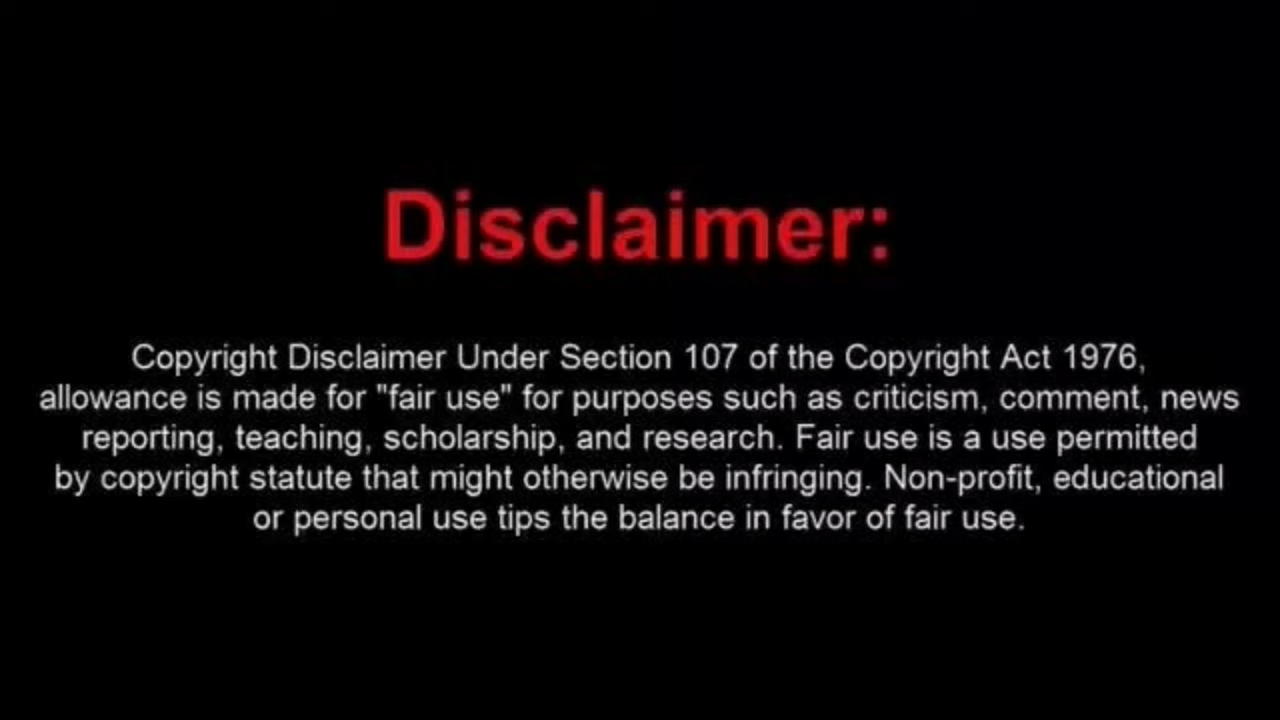 Disclaimer:
Copyright Disclaimer Under Section 107 of the Copyright Act 1976,
allowance is made for "fair use" for purposes such as criticism, comment, news
reporting, teaching, scholarship, and research. Fair use is a use permitted
by copyright statute that might otherwise be infringing. Non-profit, educational
or personal use tips the balance in favor of fair use.